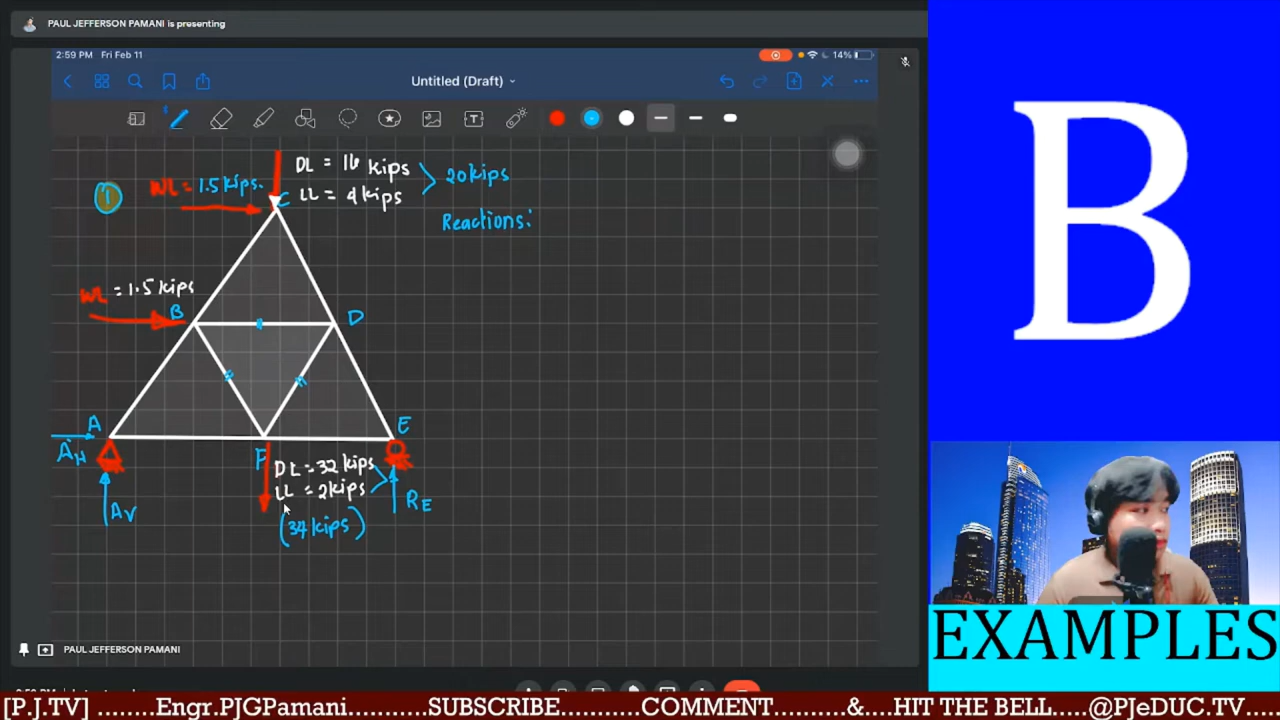 PAUL JEFFERSON PAMANI is presenting
2:59 PM Fri Feb 11
14%
Untitled (Draft)
DL = 16 kips
LL = 4 kips
20 kips
WL = 1.5 kips.
C
1
Reactions:
WL = 1.5 kips
B
D
A
E
AH
F
DL = 32 kips
LL = 2 kips
(34 kips)
AV
RE
PAUL JEFFERSON PAMANI
B
EXAMPLES
[P.J.TV] ........Engr.PJGPamani...........SUBSCRIBE.........COMMENT........&....HIT THE BELL.....@PJeDUC.TV....